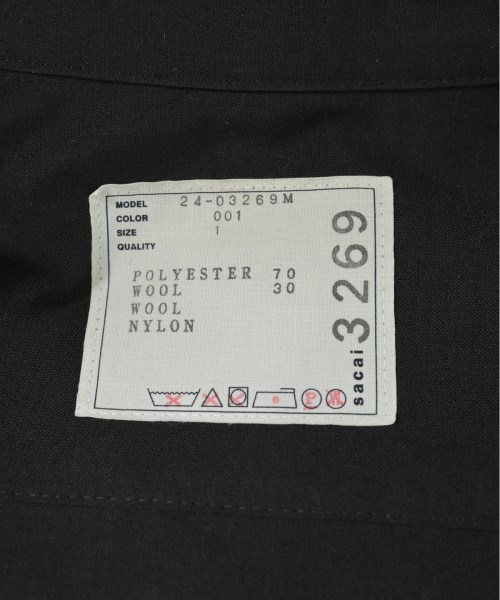 MODEL 24-03269M
COLOR 001
SIZE 1
QUALITY
POLYESTER 70
WOOL 30
WOOL
NYLON
P W
sacai 3269